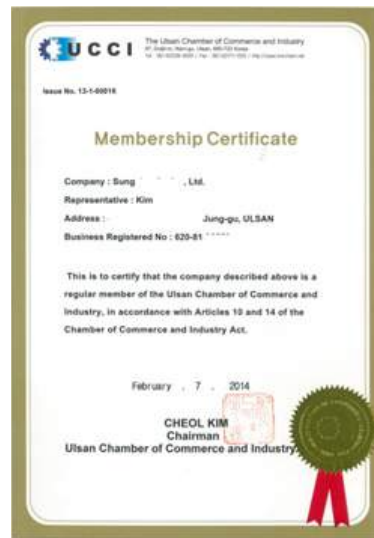 UCCI
The Ulsan Chamber of Commerce and Industry
Issue No. 13-1-00016
Membership Certificate
Company : Sung , Ltd.
Representative : Kim
Address : Jung-gu, ULSAN
Business Registered No : 620-81
This is to certify that the company described above is a
regular member of the Ulsan Chamber of Commerce and
Industry, in accordance with Articles 10 and 14 of the
Chamber of Commerce and Industry Act.
February . 7 . 2014
CHEOL KIM
Chairman
Ulsan Chamber of Commerce and Industry